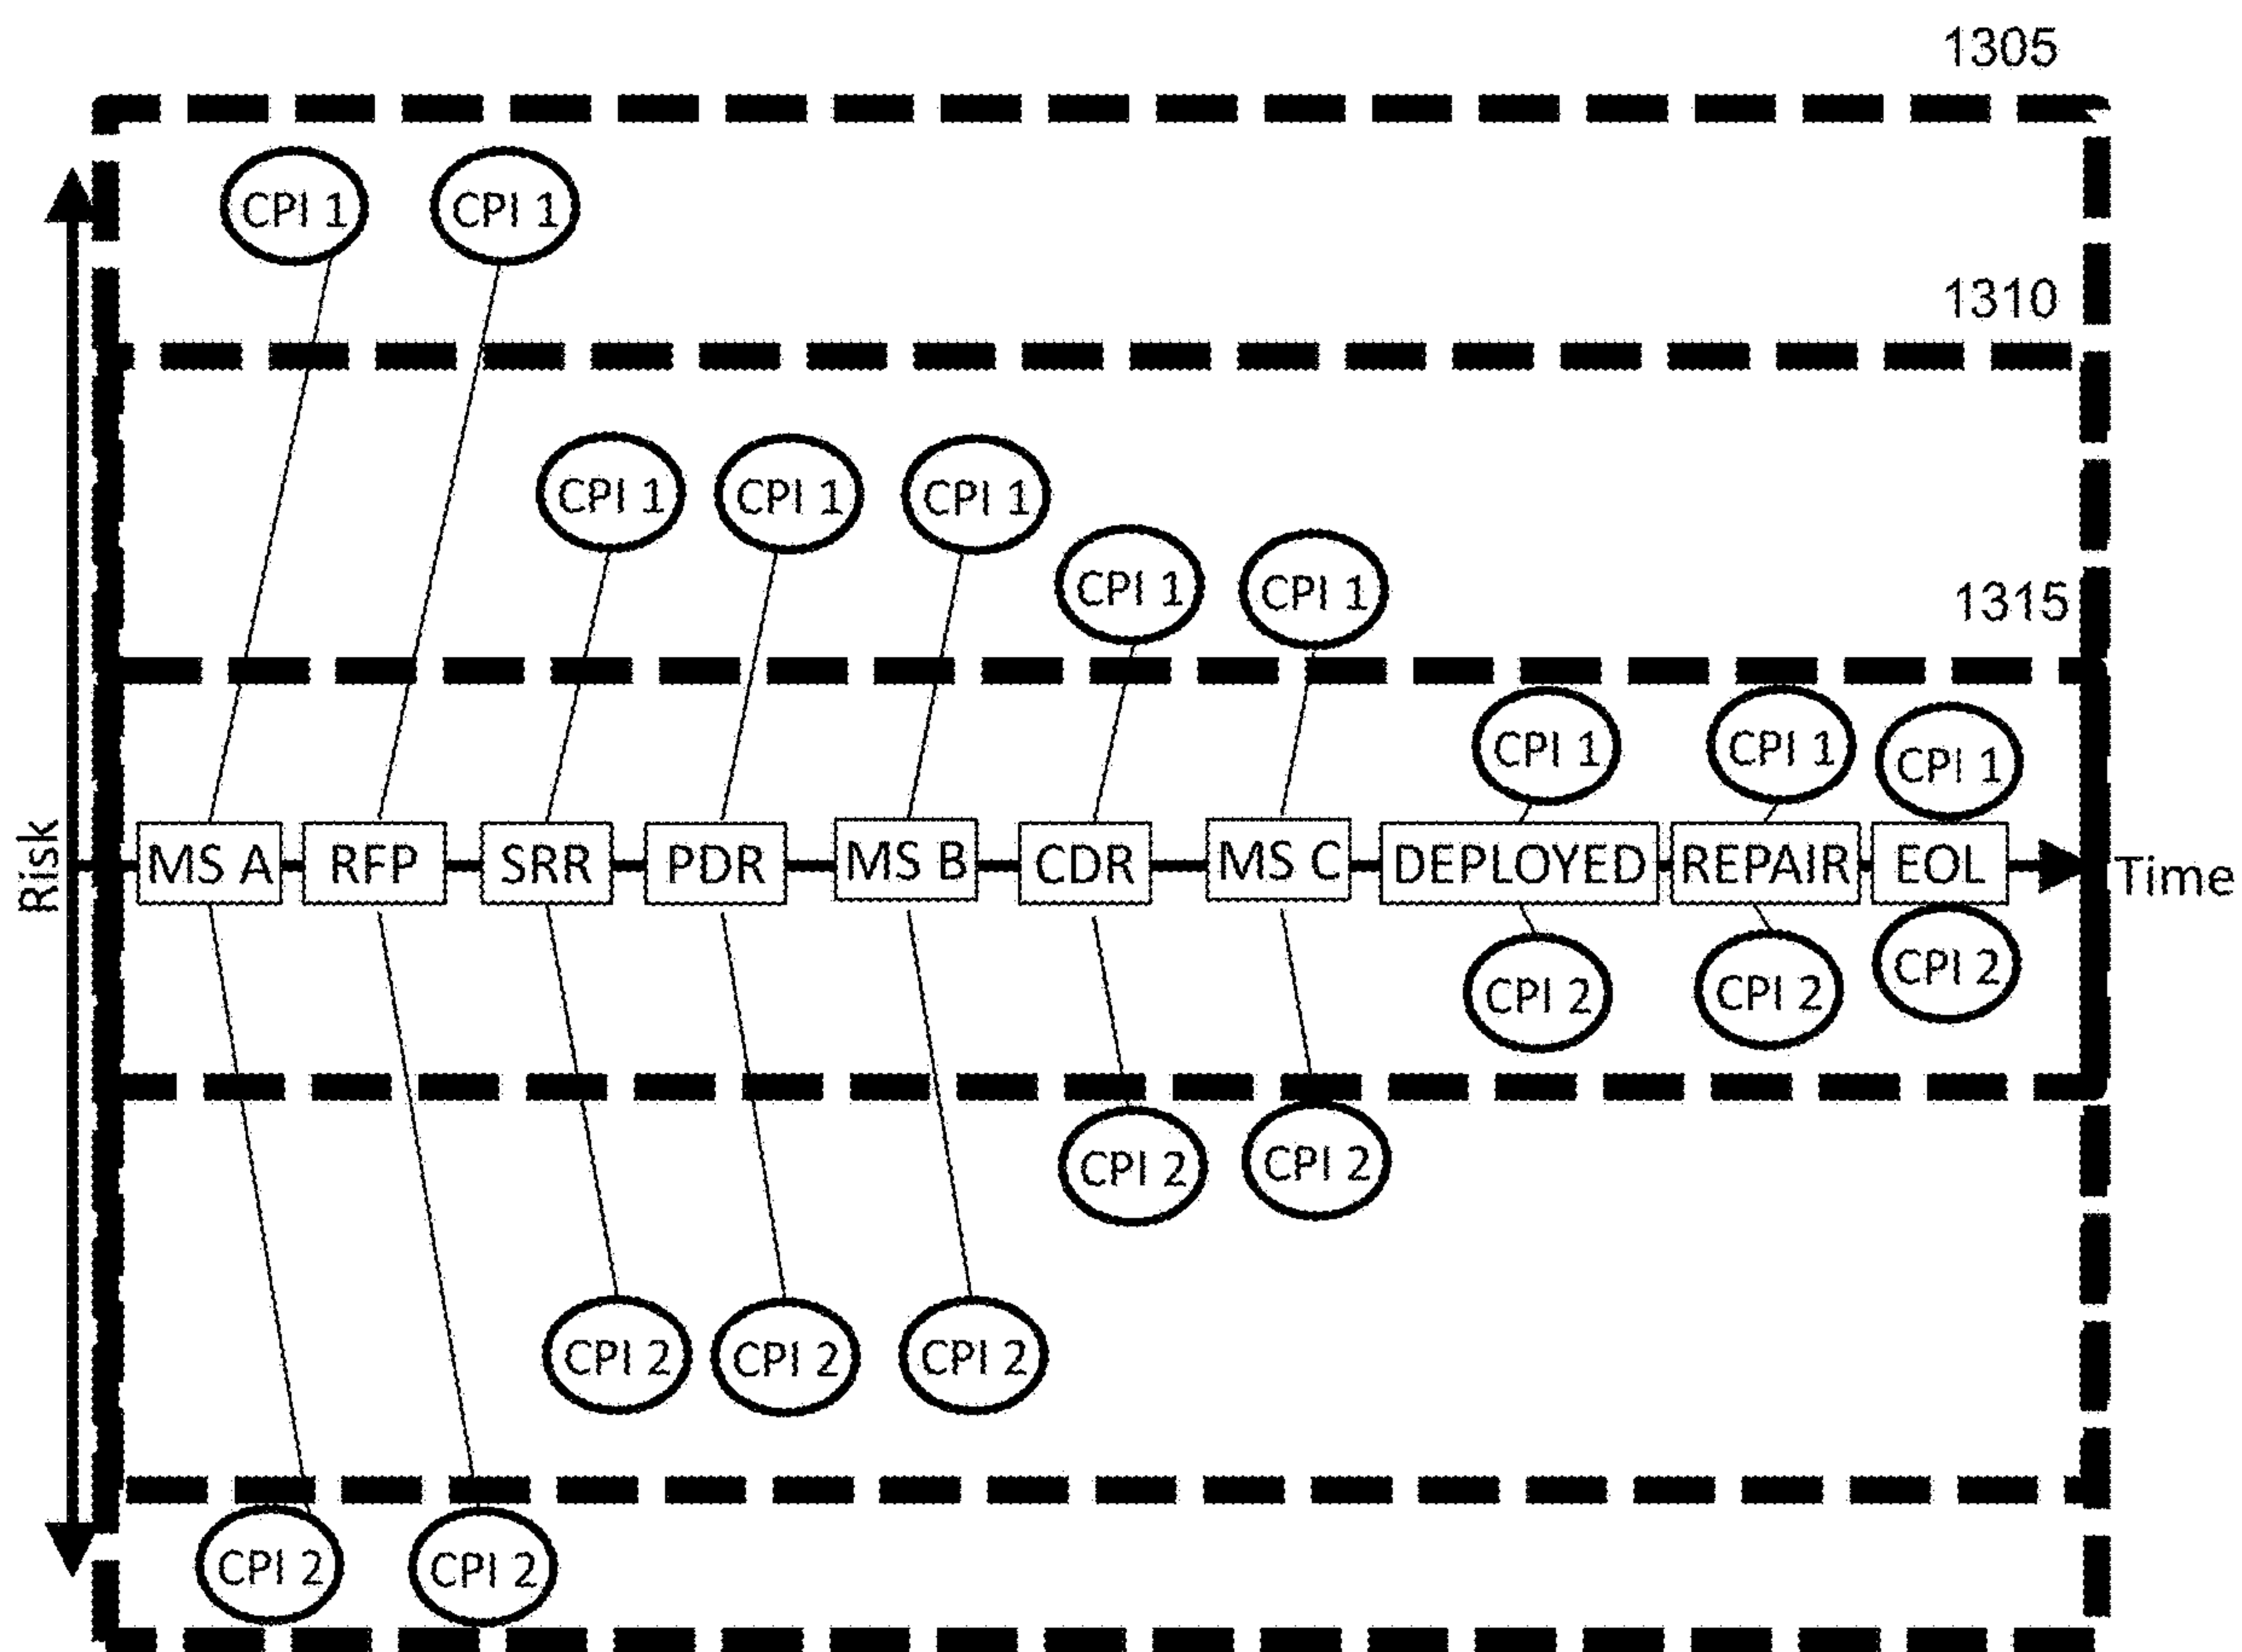 1305
CPI 1 CPI 1
1310
CPI 1 CPI 1 CPI 1
CPI 1 CPI 1
1315
CPI 1 CPI 1 CPI 1
Risk
MS A RFP SRR PDR MS B CDR MS C DEPLOYED REPAIR EOL Time
CPI 2 CPI 2 CPI 2
CPI 2 CPI 2
CPI 2 CPI 2 CPI 2
CPI 2 CPI 2